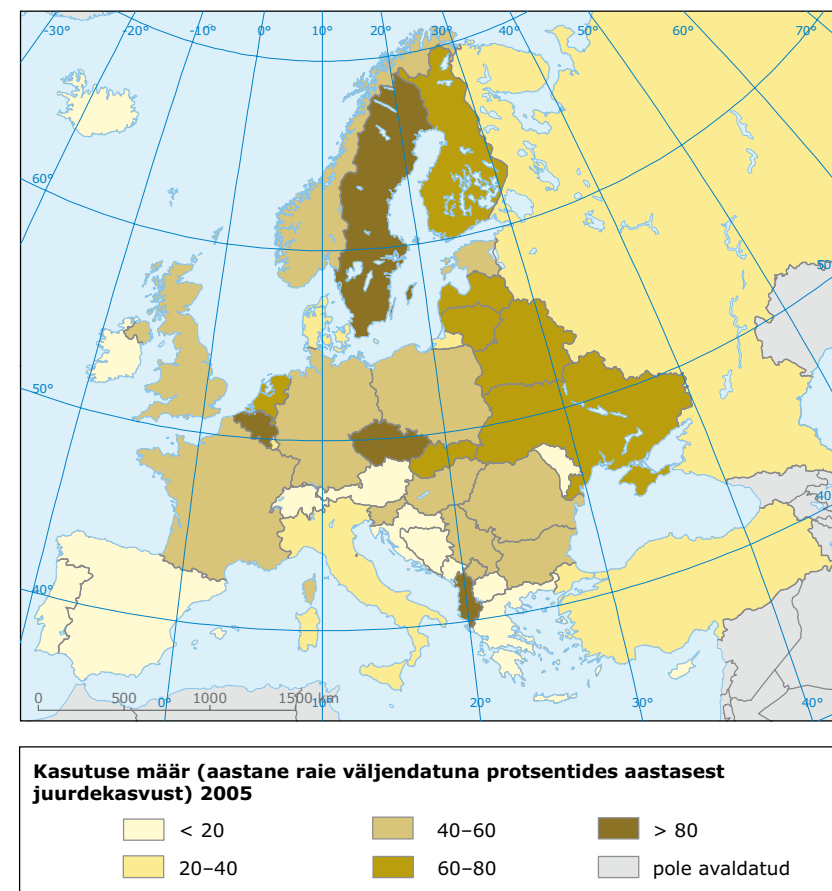 -30° -20° -10° 0° 10° 20° 30° 40° 50° 60° 70°
60°
50°
50°
40°
40°
0 500 1000 1500 km
0° 10° 20° 30° 40°
Kasutuse määr (aastane raie väljendatuna protsentides aastasest
juurdekasvust) 2005
< 20 40–60 > 80
20–40 60–80 pole avaldatud